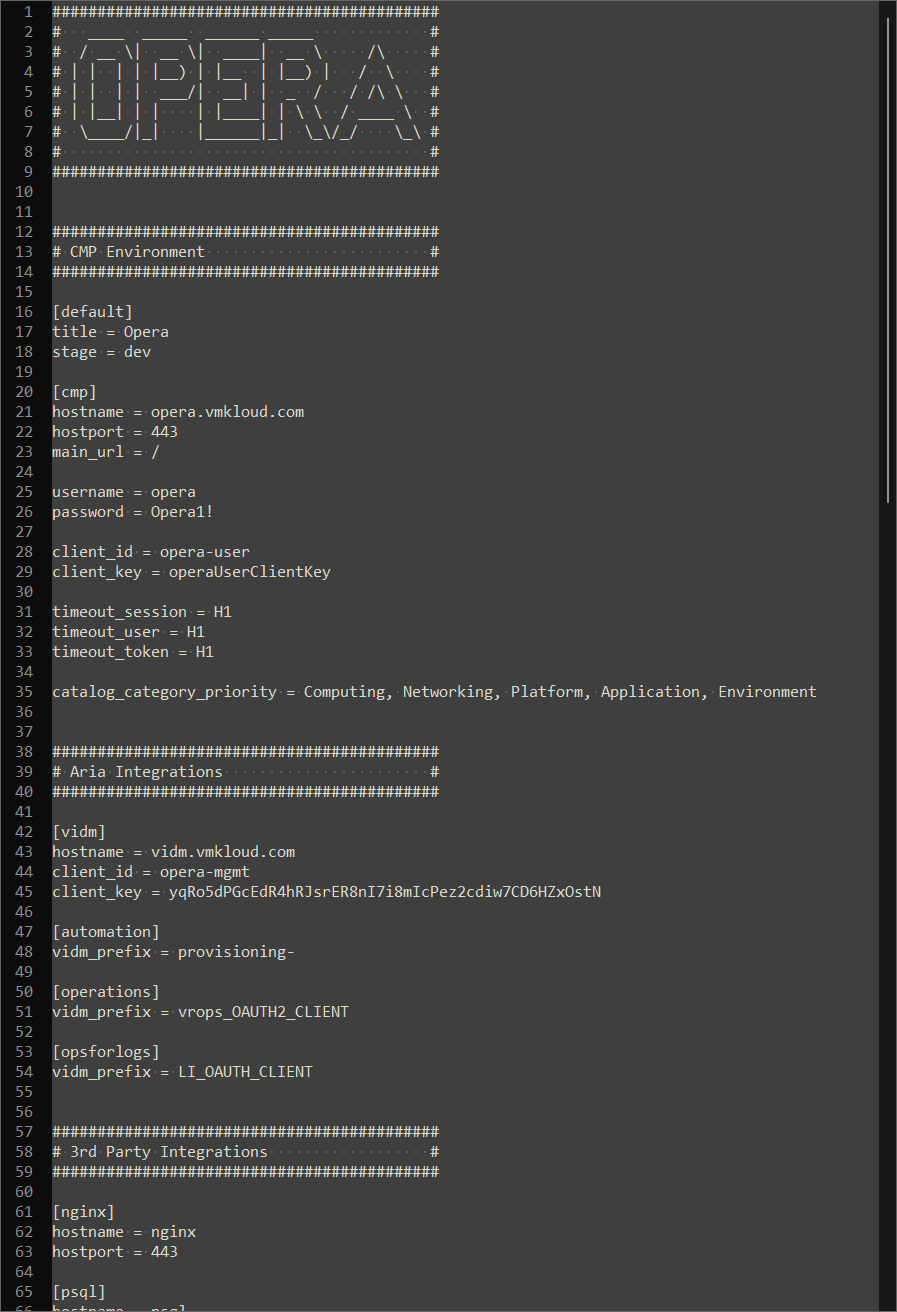 1 ###########################################
2 #   ____  _____  ______ _____             #
3 #  / __ \|  __ \|  ____|  __ \     /\     #
4 # | |  | | |__) | |__  | |__) |   /  \    #
5 # | |  | |  ___/|  __| |  _  /   / /\ \   #
6 # | |__| | |    | |____| | \ \  / ____ \  #
7 #  \____/|_|    |______|_|  \_\/_/    \_\ #
8 #                                         #
9 ###########################################
10
11
12 ###########################################
13 # CMP Environment                         #
14 ###########################################
15
16 [default]
17 title = Opera
18 stage = dev
19
20 [cmp]
21 hostname = opera.vmkloud.com
22 hostport = 443
23 main_url = /
24
25 username = opera
26 password = Opera1!
27
28 client_id = opera-user
29 client_key = operaUserClientKey
30
31 timeout_session = H1
32 timeout_user = H1
33 timeout_token = H1
34
35 catalog_category_priority = Computing, Networking, Platform, Application, Environment
36
37
38 ###########################################
39 # Aria Integrations                       #
40 ###########################################
41
42 [vidm]
43 hostname = vidm.vmkloud.com
44 client_id = opera-mgmt
45 client_key = yqRo5dPGcEdR4hRJsrER8nI7i8mIcPez2cdiw7CD6HZxOstN
46
47 [automation]
48 vidm_prefix = provisioning-
49
50 [operations]
51 vidm_prefix = vrops_OAUTH2_CLIENT
52
53 [opsforlogs]
54 vidm_prefix = LI_OAUTH_CLIENT
55
56
57 ###########################################
58 # 3rd Party Integrations                  #
59 ###########################################
60
61 [nginx]
62 hostname = nginx
63 hostport = 443
64
65 [psql]
66 hostname = psql